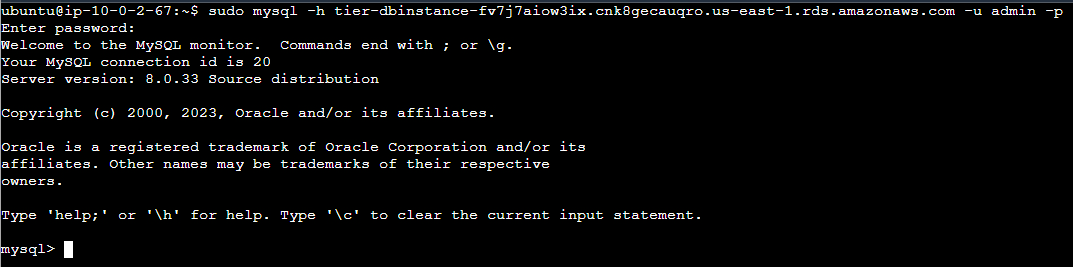 ubuntu@ip-10-0-2-67:~$ sudo mysql -h tier-dbinstance-fv7j7aiow3ix.cnk8gecauqro.us-east-1.rds.amazonaws.com -u admin -p
Enter password:
Welcome to the MySQL monitor.  Commands end with ; or \g.
Your MySQL connection id is 20
Server version: 8.0.33 Source distribution

Copyright (c) 2000, 2023, Oracle and/or its affiliates.

Oracle is a registered trademark of Oracle Corporation and/or its
affiliates. Other names may be trademarks of their respective
owners.

Type 'help;' or '\h' for help. Type '\c' to clear the current input statement.

mysql>